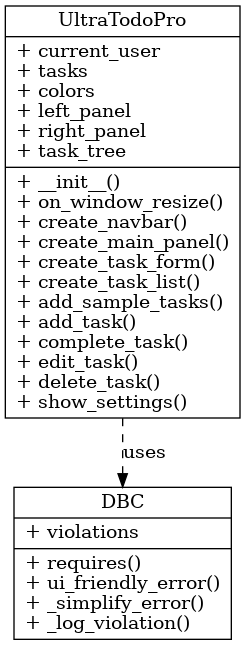 UltraTodoPro
+ current_user
+ tasks
+ colors
+ left_panel
+ right_panel
+ task_tree
+ __init__()
+ on_window_resize()
+ create_navbar()
+ create_main_panel()
+ create_task_form()
+ create_task_list()
+ add_sample_tasks()
+ add_task()
+ complete_task()
+ edit_task()
+ delete_task()
+ show_settings()
uses
DBC
+ violations
+ requires()
+ ui_friendly_error()
+ _simplify_error()
+ _log_violation()